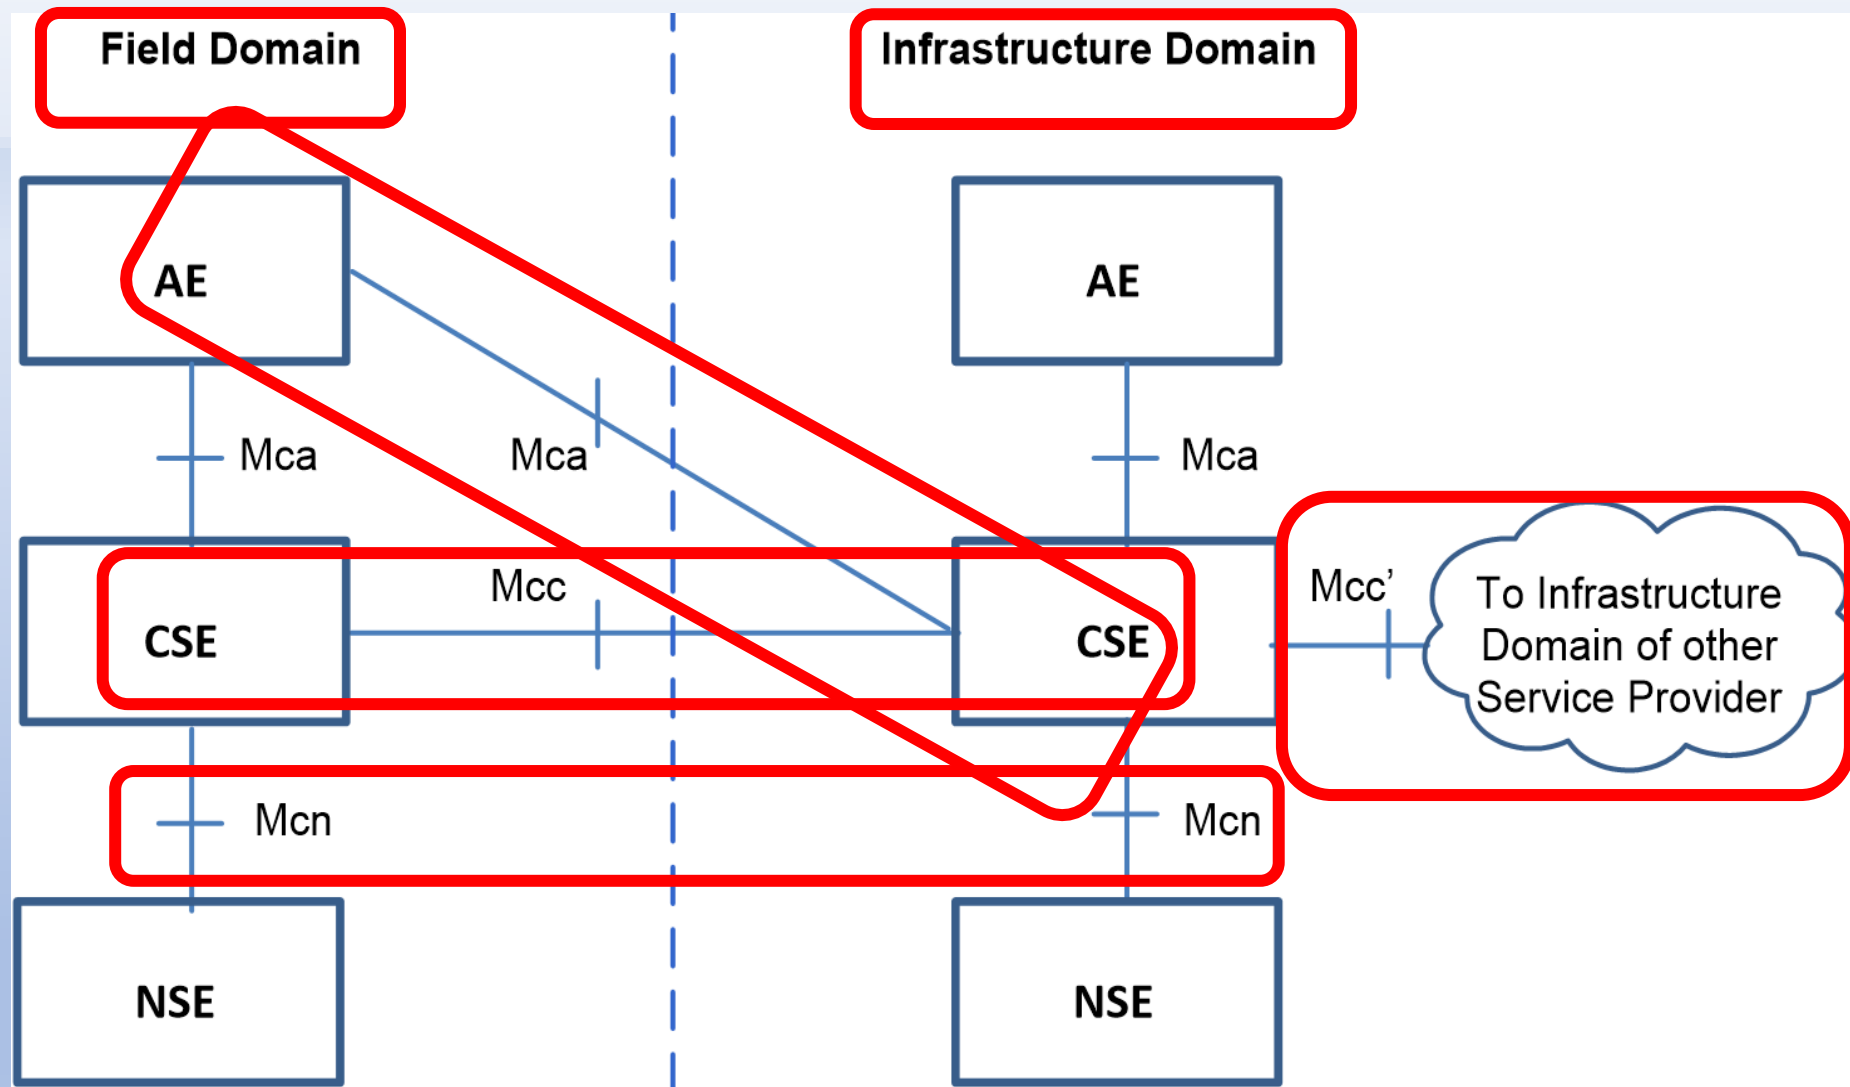 Field Domain
Infrastructure Domain
AE
AE
Mca
Mca
Mca
CSE
Mcc
CSE
Mcc’
To Infrastructure
Domain of other
Service Provider
Mcn
Mcn
NSE
NSE